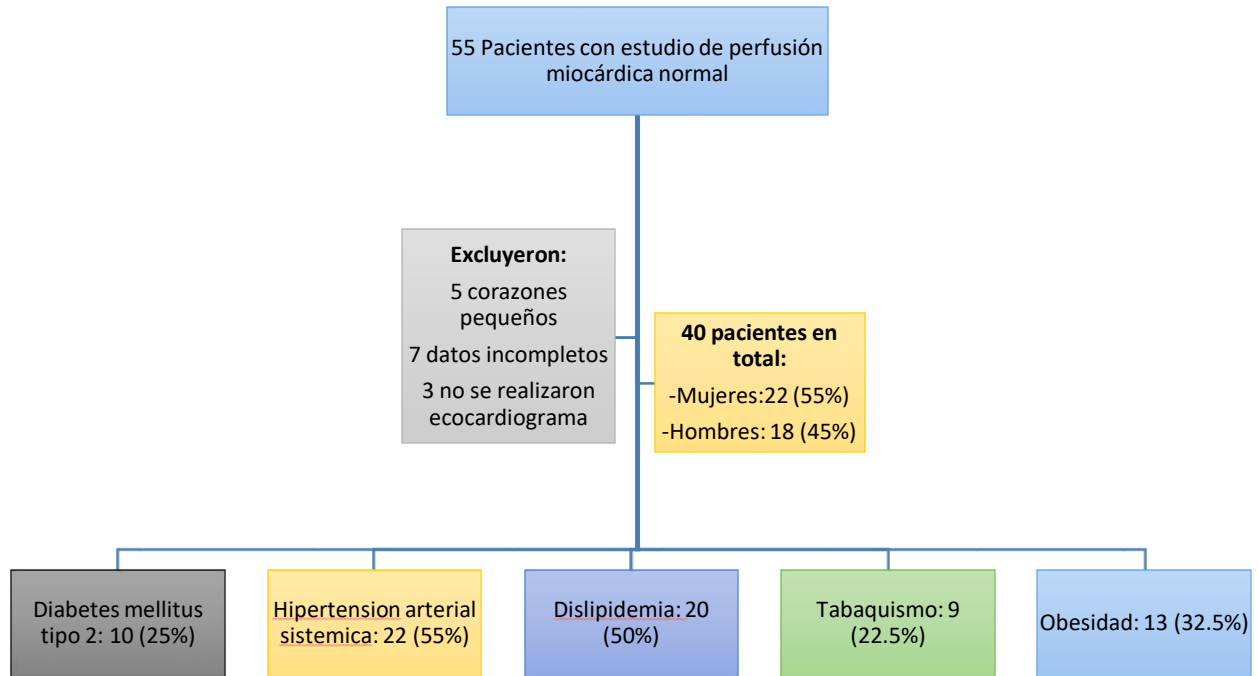 55 Pacientes con estudio de perfusión
miocárdica normal
Excluyeron:
5 corazones
pequeños
7 datos incompletos
3 no se realizaron
ecocardiograma
40 pacientes en
total:
-Mujeres:22 (55%)
-Hombres: 18 (45%)
Diabetes mellitus
tipo 2: 10 (25%)
Hipertension arterial
sistemica: 22 (55%)
Dislipidemia: 20
(50%)
Tabaquismo: 9
(22.5%)
Obesidad: 13 (32.5%)